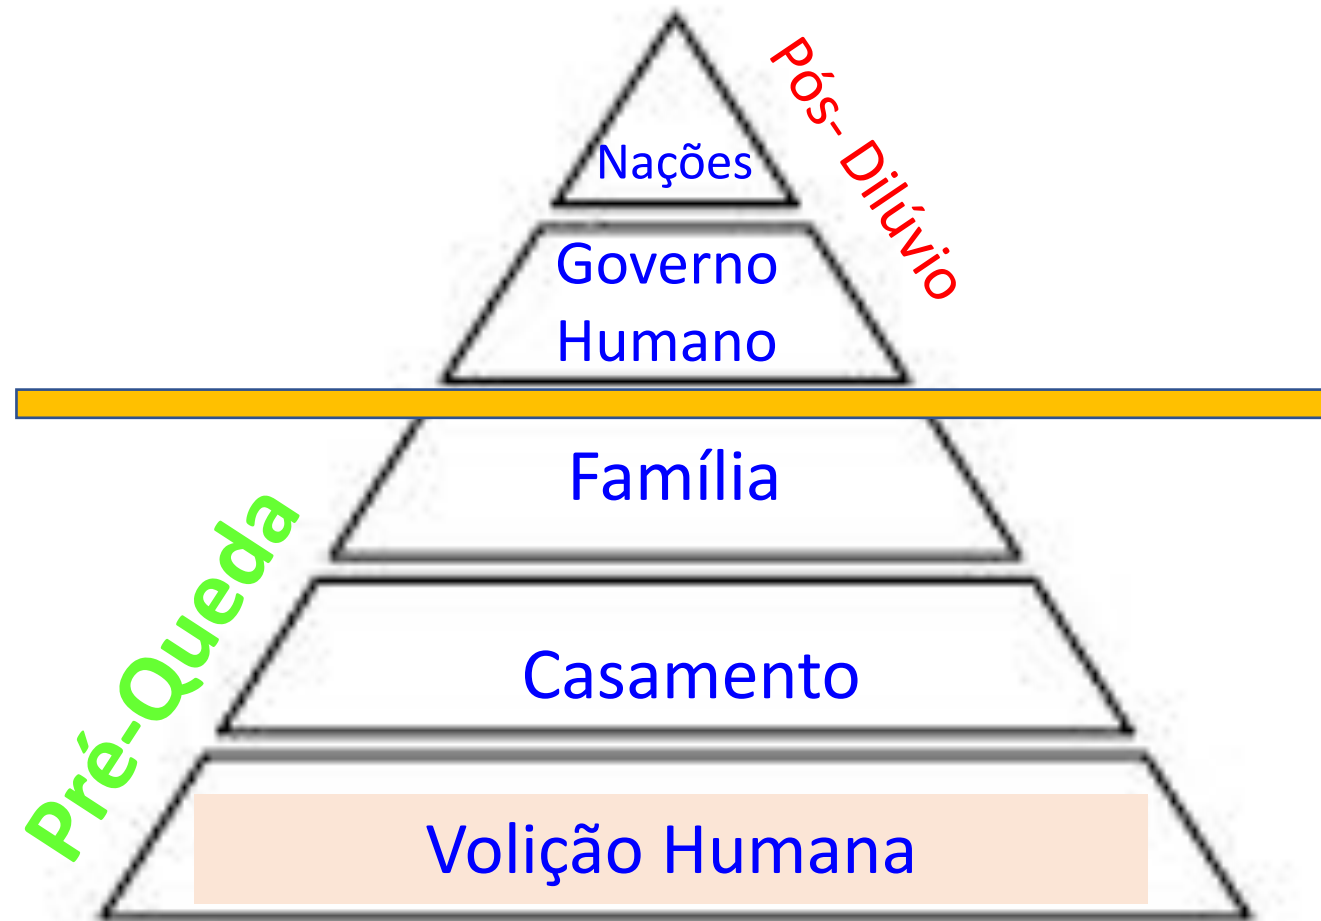 Pós- Dilúvio
Nações
Governo
Humano
Família
Pré-Queda
Casamento
Volição Humana